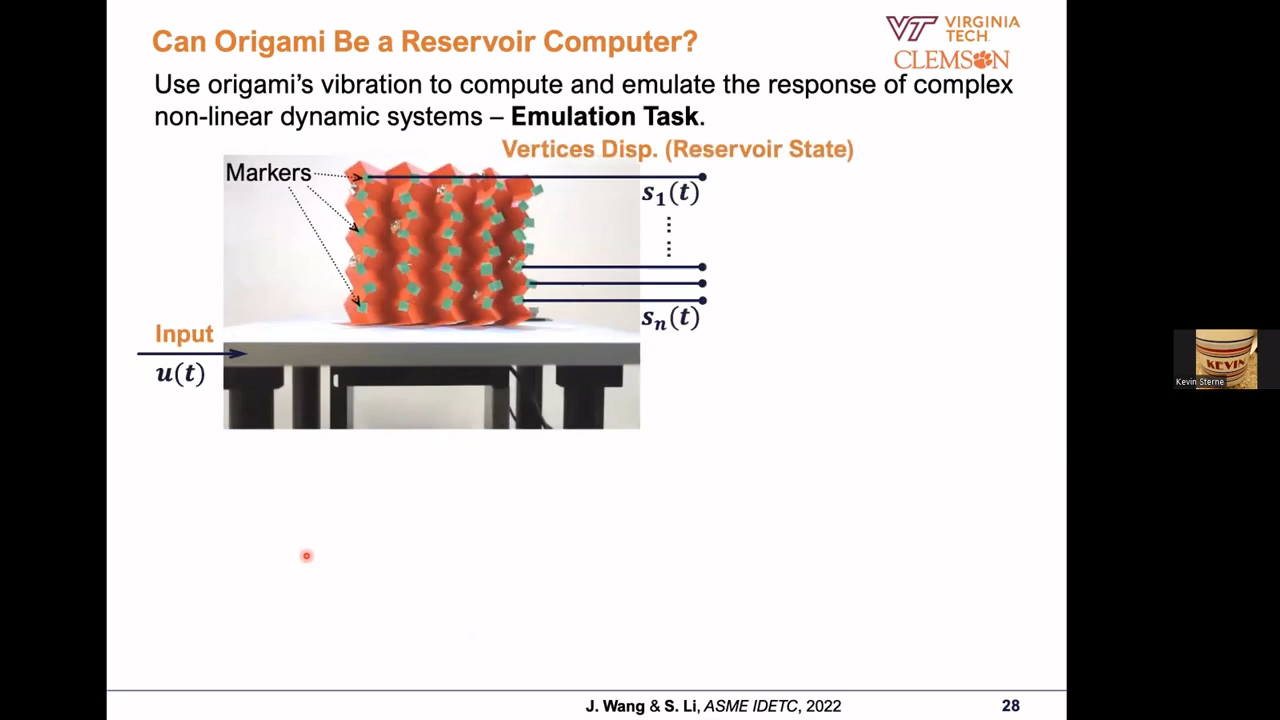 Can Origami Be a Reservoir Computer?
VIRGINIA
TECH
CLEMSON
Use origami's vibration to compute and emulate the response of complex
non-linear dynamic systems – Emulation Task.
Vertices Disp. (Reservoir State)
Markers
s₁(t)
sₙ(t)
Input
u(t)
KEVIN
Kevin Sterne
J. Wang & S. Li, ASME IDETC, 2022
28